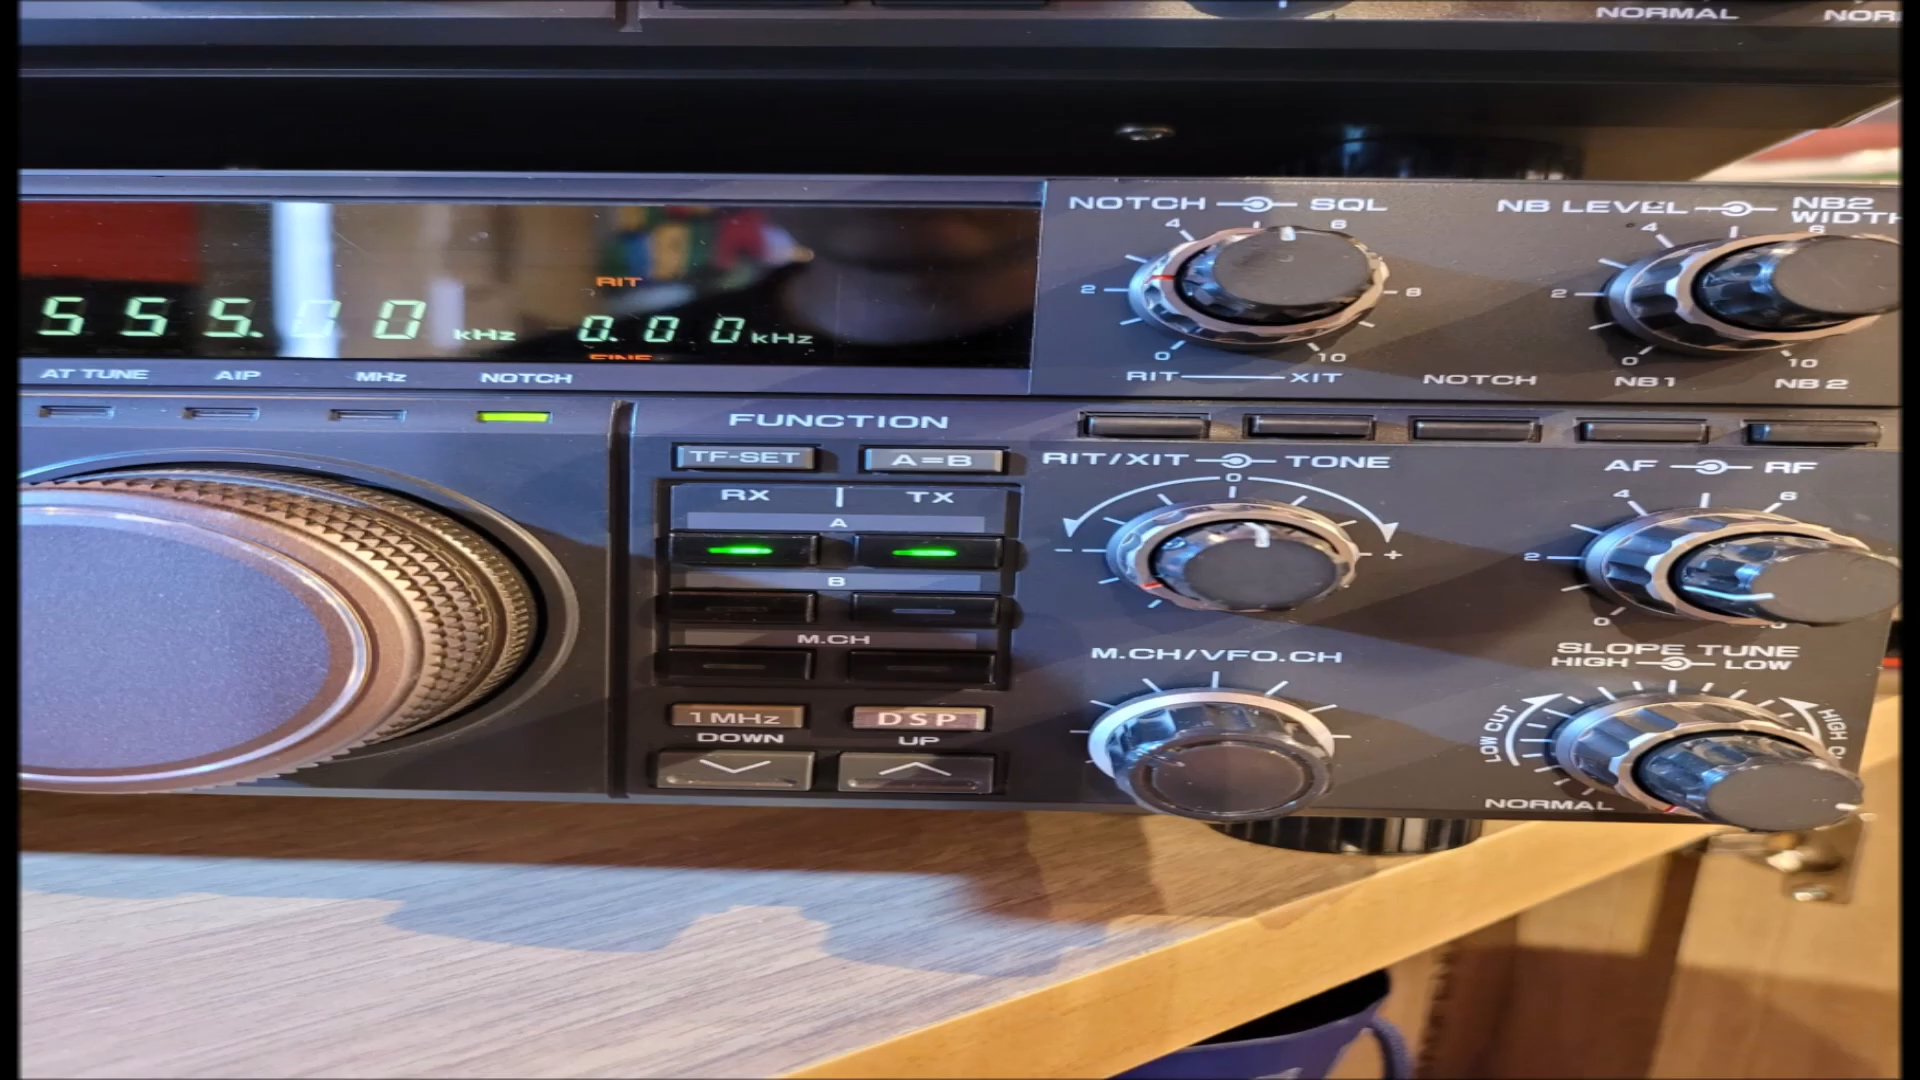 NORMAL
NOTCH SQL
NB LEVEL NB2
WIDTH
4 6
4 6
2 8
2
0 10
0 10
RIT
555.00 kHz 0.00 kHz
AT TUNE AIP MHz NOTCH
RIT XIT NOTCH NB1 NB2
FUNCTION
TF-SET A=B
RIT/XIT TONE
AF RF
0
4 6
RX | TX
A
- +
2
B
0
M.CH
M.CH/VFO.CH
SLOPE TUNE
HIGH LOW
LOW CUT
1MHz DSP
DOWN UP
NORMAL